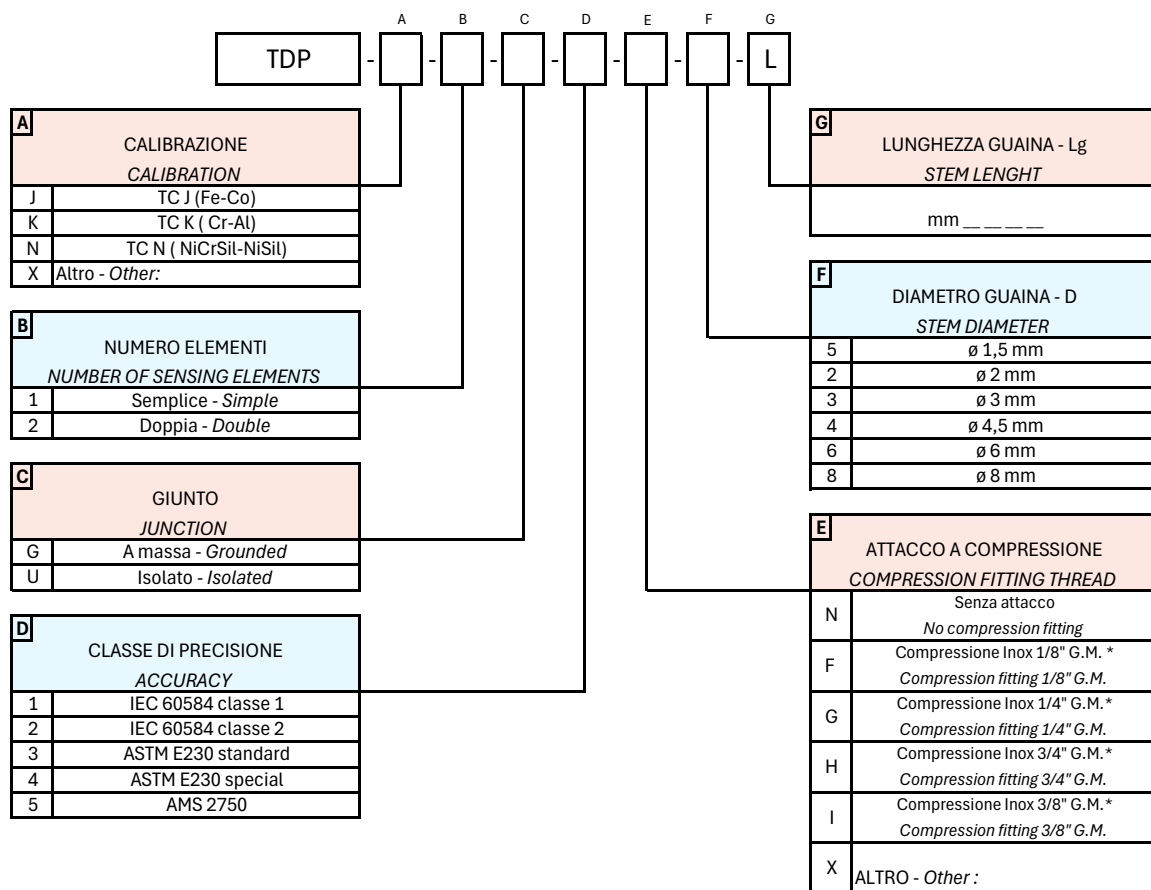 A B C D E F G
TDP - - - - - - - L
A
CALIBRAZIONE
CALIBRATION
J TC J (Fe-Co)
K TC K ( Cr-Al)
N TC N ( NiCrSil-NiSil)
X Altro - Other:
B
NUMERO ELEMENTI
NUMBER OF SENSING ELEMENTS
1 Semplice - Simple
2 Doppia - Double
C
GIUNTO
JUNCTION
G A massa - Grounded
U Isolato - Isolated
D
CLASSE DI PRECISIONE
ACCURACY
1 IEC 60584 classe 1
2 IEC 60584 classe 2
3 ASTM E230 standard
4 ASTM E230 special
5 AMS 2750
G
LUNGHEZZA GUAINA - Lg
STEM LENGHT
mm __ __ __ __
F
DIAMETRO GUAINA - D
STEM DIAMETER
5 ø 1,5 mm
2 ø 2 mm
3 ø 3 mm
4 ø 4,5 mm
6 ø 6 mm
8 ø 8 mm
E
ATTACCO A COMPRESSIONE
COMPRESSION FITTING THREAD
N Senza attacco
No compression fitting
F Compressione Inox 1/8" G.M. *
Compression fitting 1/8" G.M.
G Compressione Inox 1/4" G.M.*
Compression fitting 1/4" G.M.
H Compressione Inox 3/4" G.M.*
Compression fitting 3/4" G.M.
I Compressione Inox 3/8" G.M.*
Compression fitting 3/8" G.M.
X ALTRO - Other :